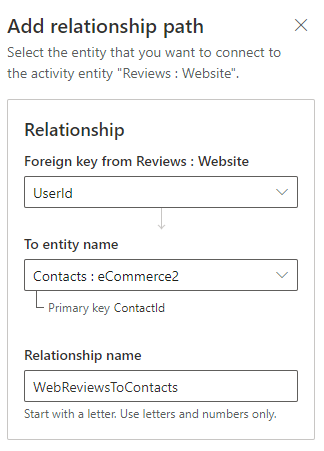 Add relationship path
Select the entity that you want to connect to
the activity entity "Reviews : Website".
Relationship
Foreign key from Reviews : Website
UserId
To entity name
Contacts : eCommerce2
Primary key ContactId
Relationship name
WebReviewsToContacts
Start with a letter. Use letters and numbers only.